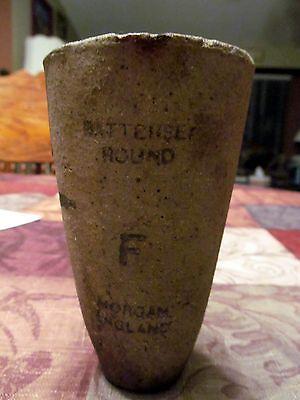 BATTERSEA
ROUND
F
MORGAN
ENGLAND